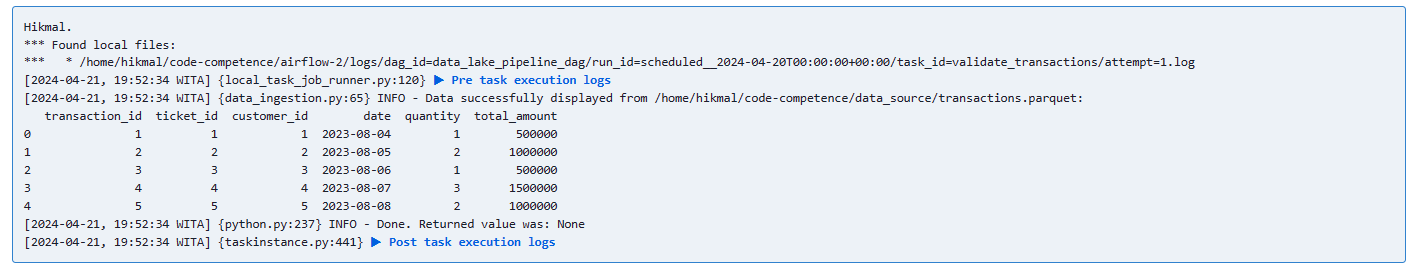 Hikmal.
*** Found local files:
***   * /home/hikmal/code-competence/airflow-2/logs/dag_id=data_lake_pipeline_dag/run_id=scheduled__2024-04-20T00:00:00+00:00/task_id=validate_transactions/attempt=1.log
[2024-04-21, 19:52:34 WITA] {local_task_job_runner.py:120} ▶ Pre task execution logs
[2024-04-21, 19:52:34 WITA] {data_ingestion.py:65} INFO - Data successfully displayed from /home/hikmal/code-competence/data_source/transactions.parquet:
   transaction_id  ticket_id  customer_id        date  quantity  total_amount
0               1          1            1  2023-08-04         1        500000
1               2          2            2  2023-08-05         2       1000000
2               3          3            3  2023-08-06         1        500000
3               4          4            4  2023-08-07         3       1500000
4               5          5            5  2023-08-08         2       1000000
[2024-04-21, 19:52:34 WITA] {python.py:237} INFO - Done. Returned value was: None
[2024-04-21, 19:52:34 WITA] {taskinstance.py:441} ▶ Post task execution logs